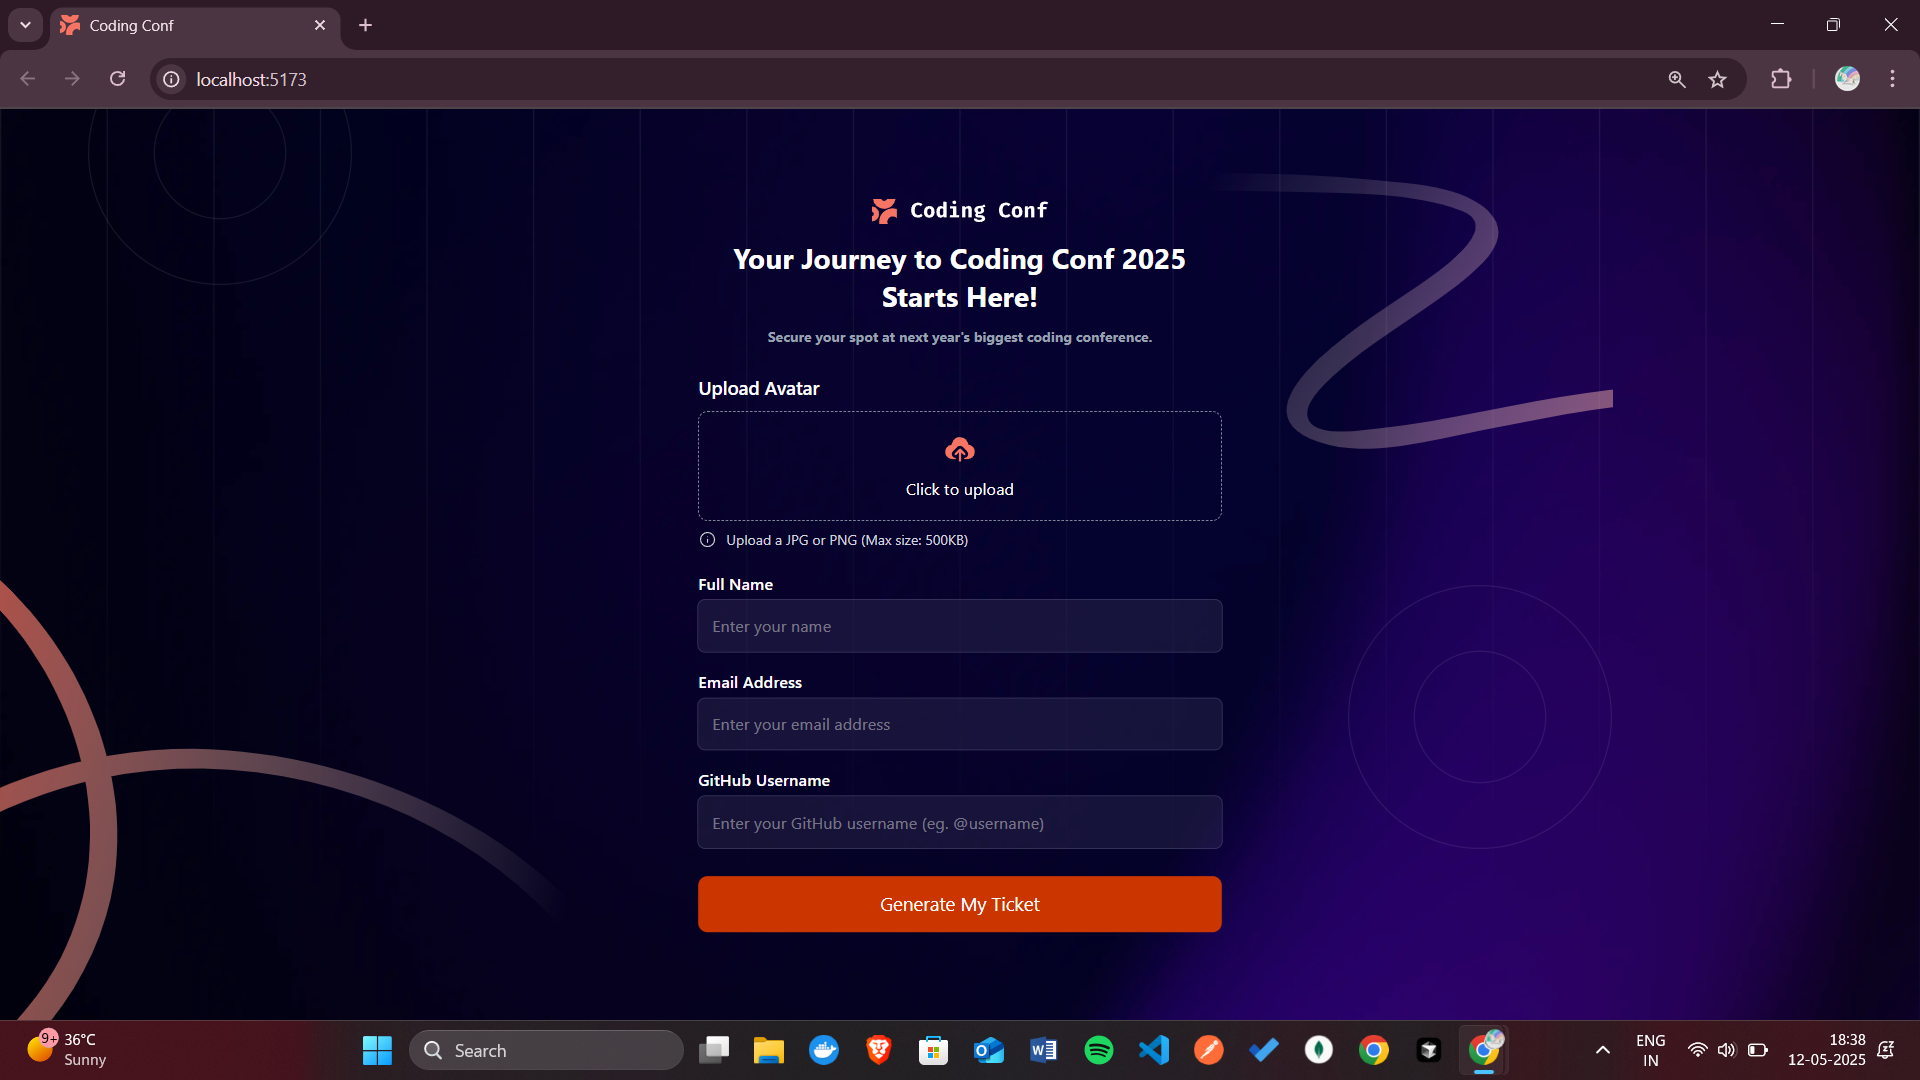 Coding Conf
localhost:5173
Coding Conf
Your Journey to Coding Conf 2025
Starts Here!
Secure your spot at next year's biggest coding conference.
Upload Avatar
Click to upload
Upload a JPG or PNG (Max size: 500KB)
Full Name
Enter your name
Email Address
Enter your email address
GitHub Username
Enter your GitHub username (eg. @username)
Generate My Ticket
9+
36°C
Sunny
Search
ENG
IN
18:38
12-05-2025